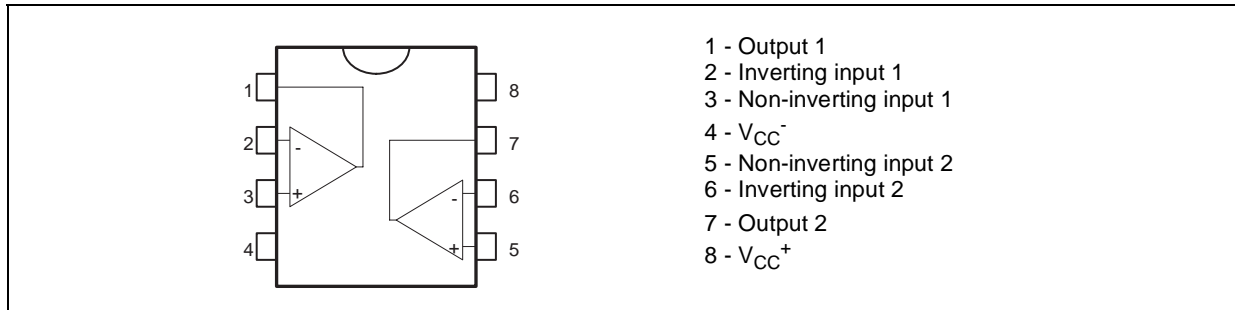 1
2
-
3
+
4
8
7
-
6
+
5
1 - Output 1
2 - Inverting input 1
3 - Non-inverting input 1
4 - VCC-
5 - Non-inverting input 2
6 - Inverting input 2
7 - Output 2
8 - VCC+